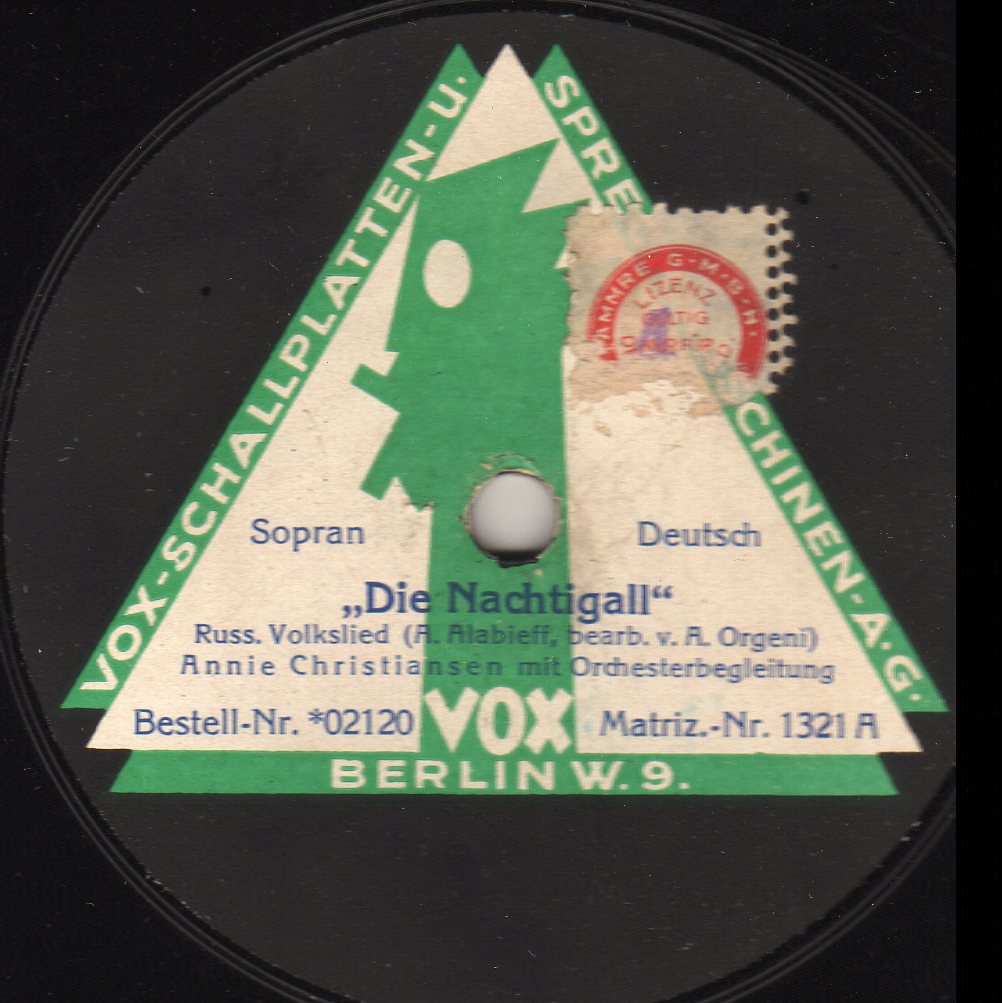 VOX-SCHALLPLATTEN-U.
SPRE CHINEN-A.G.
AMMRE G·M·B·H·
LIZENZ
A
Sopran
Deutsch
„Die Nachtigall“
Russ. Volkslied (A. Alabieff, bearb. v. A. Orgeni)
Annie Christiansen mit Orchesterbegleitung
Bestell-Nr. *02120
VOX
Matriz.-Nr. 1321 A
BERLIN W. 9.